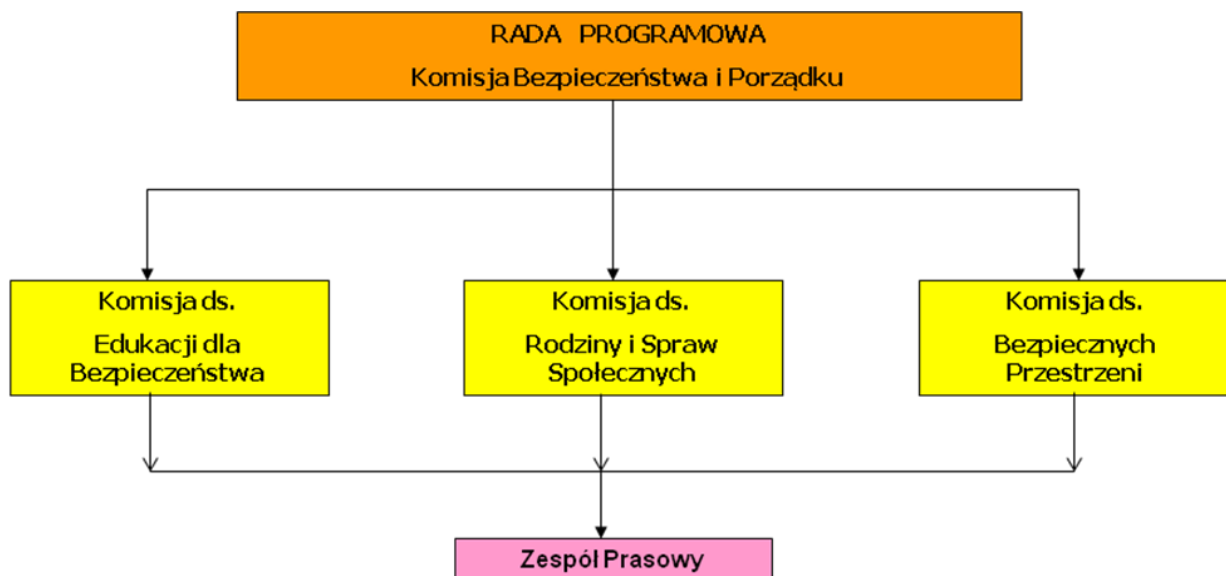 RADA PROGRAMOWA
Komisja Bezpieczeństwa i Porządku
Komisja ds.
Edukacji dla
Bezpieczeństwa
Komisja ds.
Rodziny i Spraw
Społecznych
Komisja ds.
Bezpiecznych
Przestrzeni
Zespół Prasowy